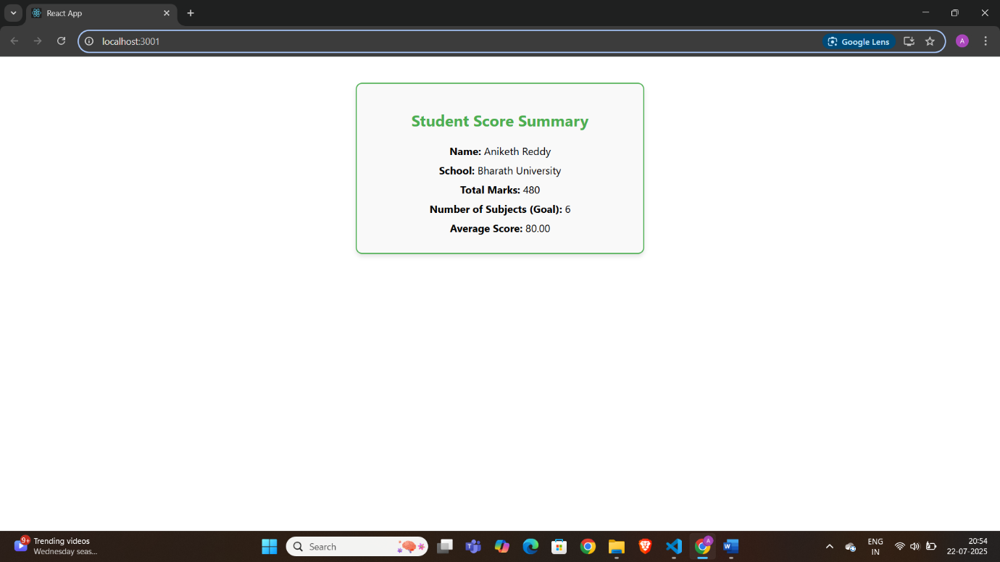 React App
localhost:3001
Google Lens
A
Student Score Summary
Name: Aniketh Reddy
School: Bharath University
Total Marks: 480
Number of Subjects (Goal): 6
Average Score: 80.00
9+
Trending videos
Wednesday seas...
Search
T
A
W
ENG
IN
20:54
22-07-2025